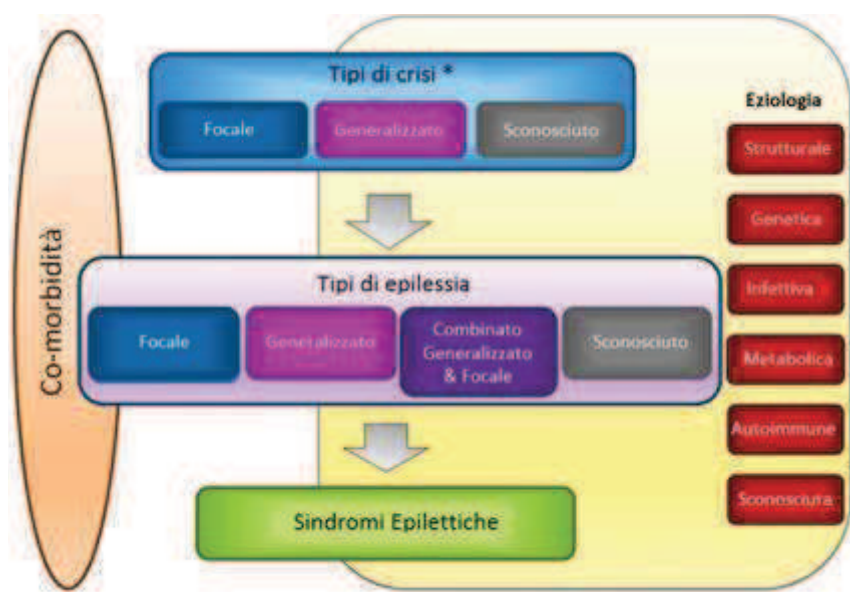 Co-morbidità
Tipi di crisi *
Focale
Generalizzato
Sconosciuto
Tipi di epilessia
Focale
Generalizzato
Combinato
Generalizzato
& Focale
Sconosciuto
Sindromi Epilettiche
Eziologia
Strutturale
Genetica
Infettiva
Metabolica
Autoimmune
Sconosciuta